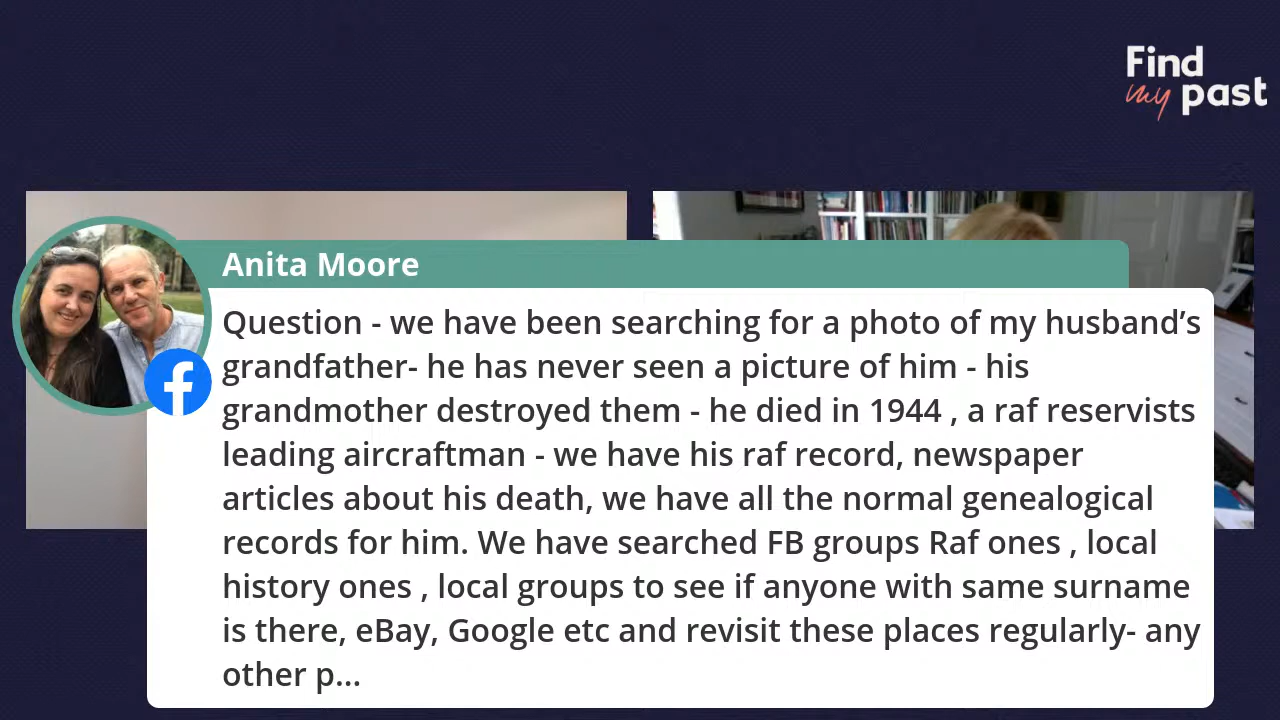 Find
my past
Anita Moore
Question - we have been searching for a photo of my husband’s
grandfather- he has never seen a picture of him - his
grandmother destroyed them - he died in 1944 , a raf reservists
leading aircraftman - we have his raf record, newspaper
articles about his death, we have all the normal genealogical
records for him. We have searched FB groups Raf ones , local
history ones , local groups to see if anyone with same surname
is there, eBay, Google etc and revisit these places regularly- any
other p...